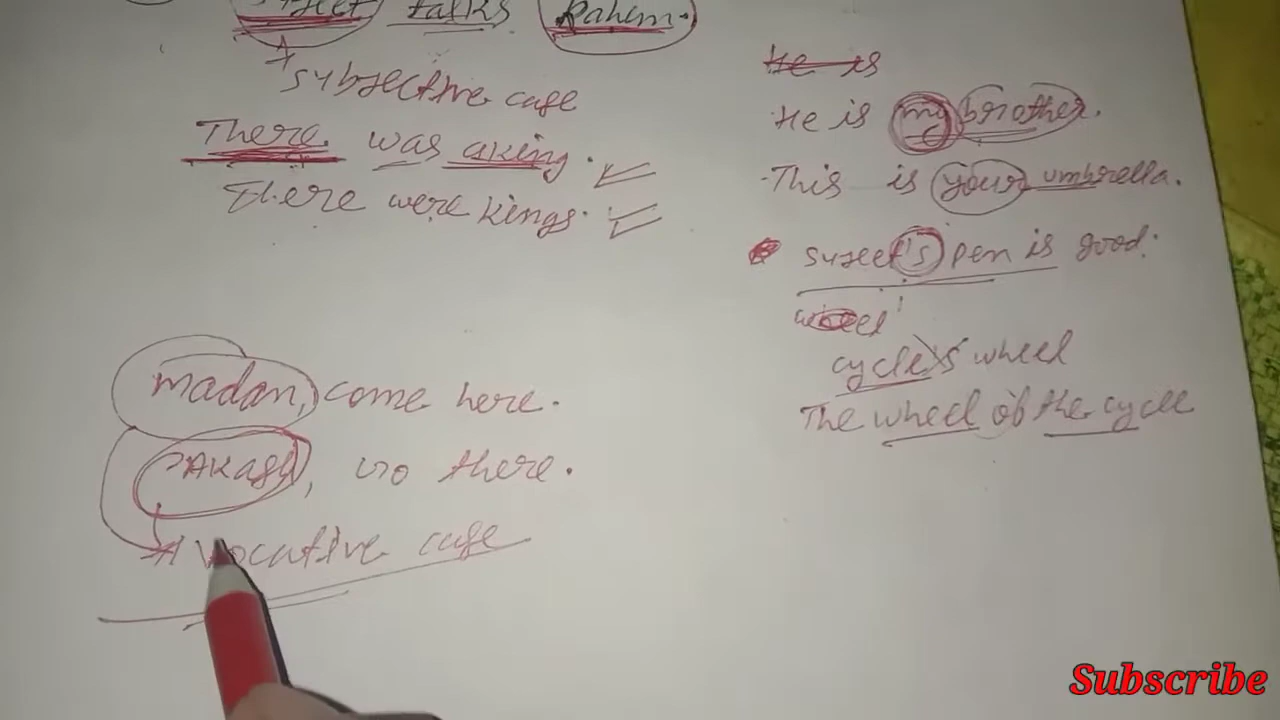 talks Rahem.
subjective case
There was aking.
There were kings.
He is
He is my brother.
This is your umbrella.
sujeet's pen is good.
cycle's wheel
The wheel of the cycle
madan, come here.
AKash, Go there.
vocative case
Subscribe